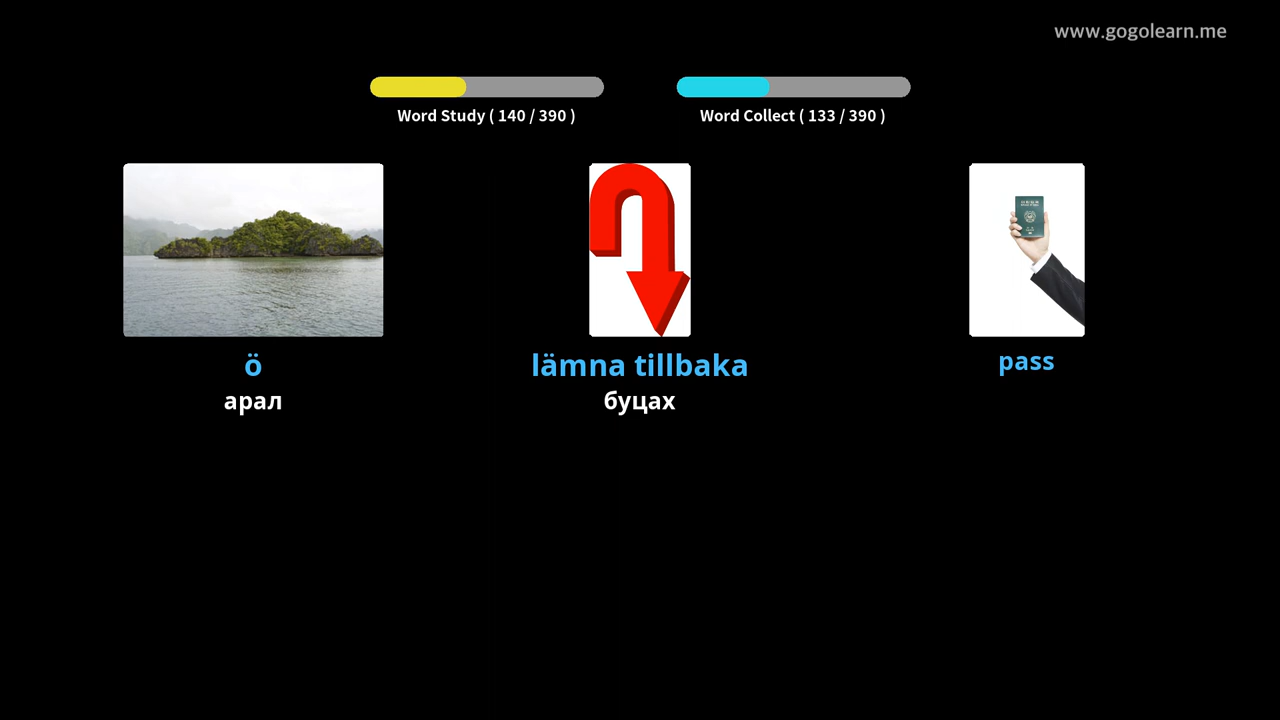 www.gogolearn.me
Word Study ( 140 / 390 )
Word Collect ( 133 / 390 )
ö
арал
lämna tillbaka
буцах
pass